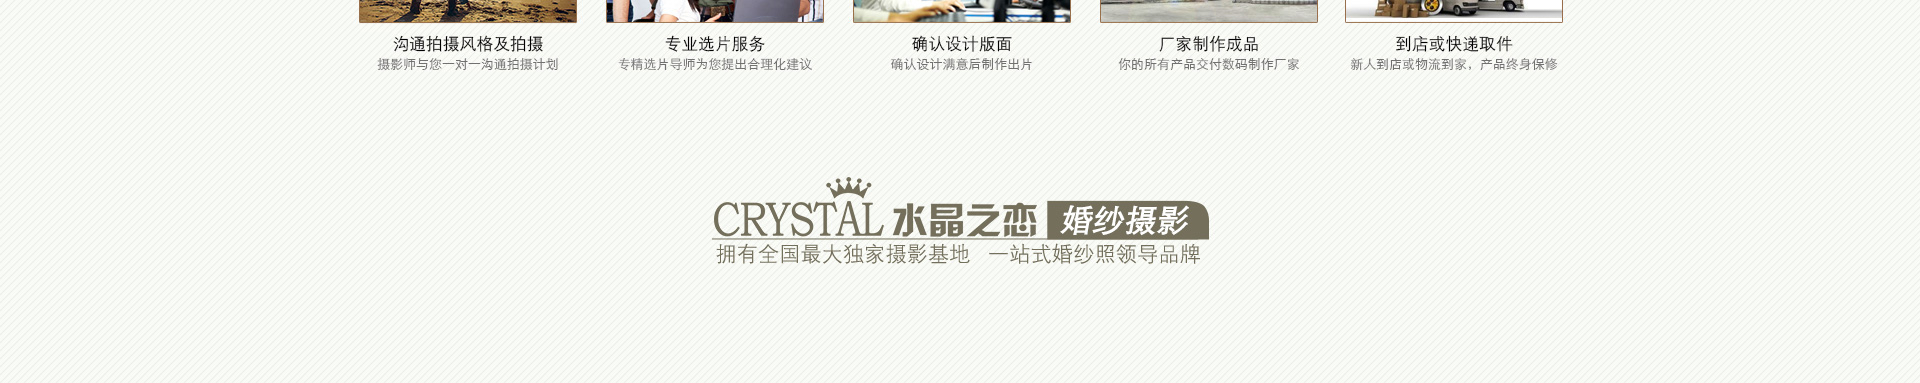 沟通拍摄风格及拍摄
摄影师与您一对一沟通拍摄计划
专业选片服务
专精选片导师为您提出合理化建议
确认设计版面
确认设计满意后制作出片
厂家制作成品
你的所有产品交付数码制作厂家
到店或快递取件
新人到店或物流到家，产品终身保修
CRYSTAL 水晶之恋 婚纱摄影
拥有全国最大独家摄影基地 一站式婚纱照领导品牌